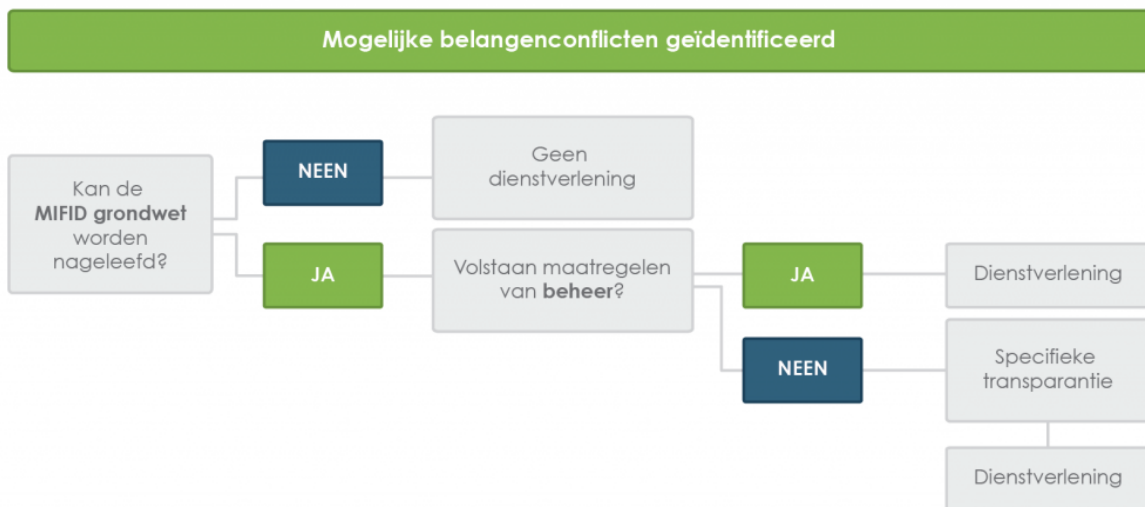 Mogelijke belangenconflicten geïdentificeerd
Kan de
MIFID grondwet
worden
nageleefd?
NEEN
Geen
dienstverlening
JA
Volstaan maatregelen
van beheer?
JA
Dienstverlening
NEEN
Specifieke
transparantie
Dienstverlening